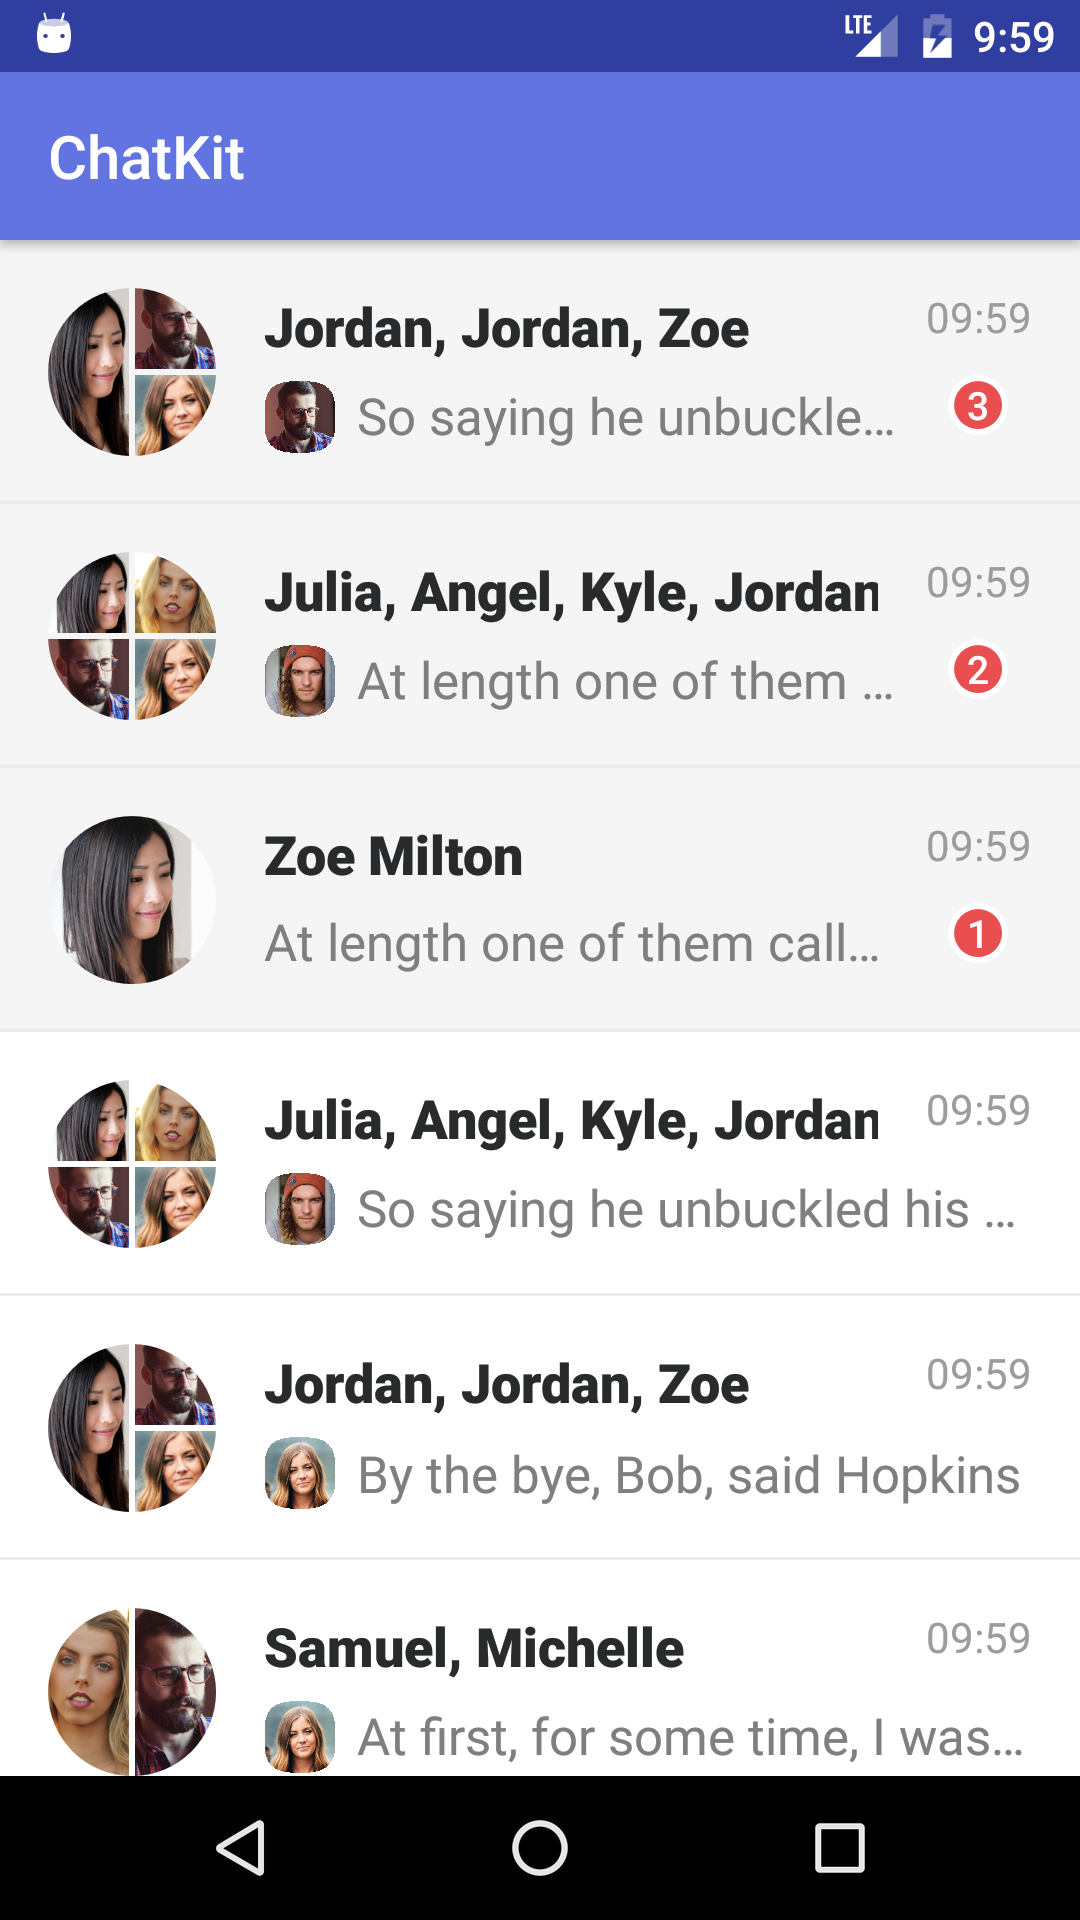 LTE 9:59
ChatKit
Jordan, Jordan, Zoe 09:59
So saying he unbuckle... 3
Julia, Angel, Kyle, Jordan 09:59
At length one of them ... 2
Zoe Milton 09:59
At length one of them call... 1
Julia, Angel, Kyle, Jordan 09:59
So saying he unbuckled his ...
Jordan, Jordan, Zoe 09:59
By the bye, Bob, said Hopkins
Samuel, Michelle 09:59
At first, for some time, I was...